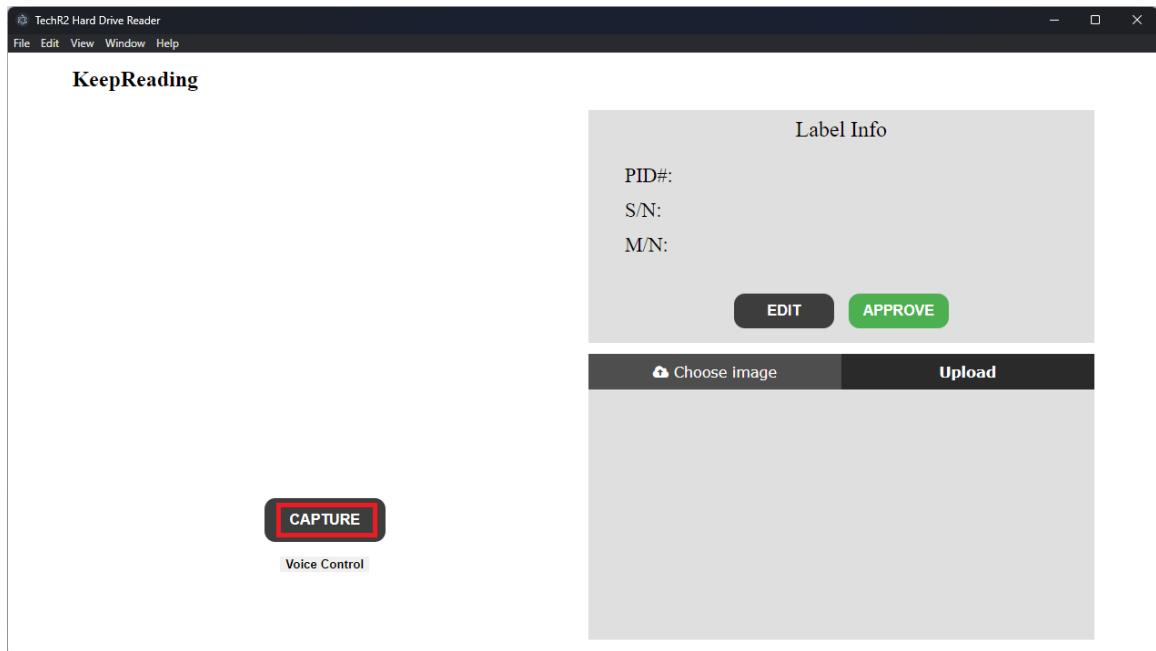 TechR2 Hard Drive Reader
File Edit View Window Help
KeepReading
Label Info
PID#:
S/N:
M/N:
EDIT APPROVE
Choose image Upload
CAPTURE
Voice Control